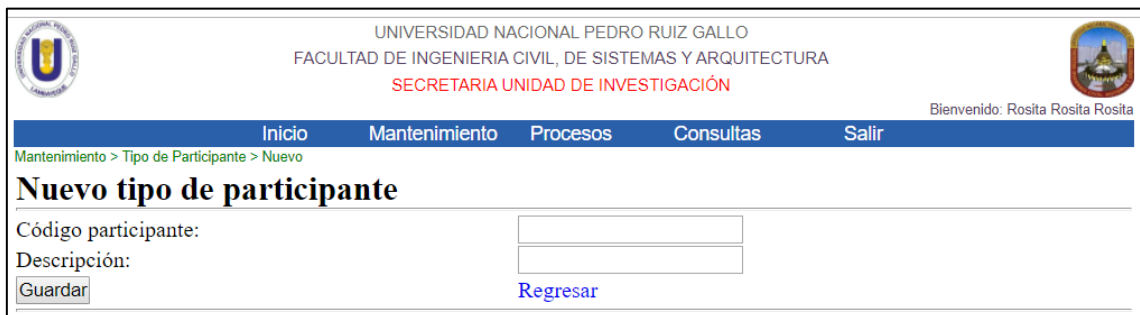 UNIVERSIDAD NACIONAL PEDRO RUIZ GALLO
FACULTAD DE INGENIERIA CIVIL, DE SISTEMAS Y ARQUITECTURA
SECRETARIA UNIDAD DE INVESTIGACIÓN
LAMBAYEQUE
Bienvenido: Rosita Rosita Rosita
Inicio Mantenimiento Procesos Consultas Salir
Mantenimiento > Tipo de Participante > Nuevo
Nuevo tipo de participante
Código participante:
Descripción:
Guardar Regresar